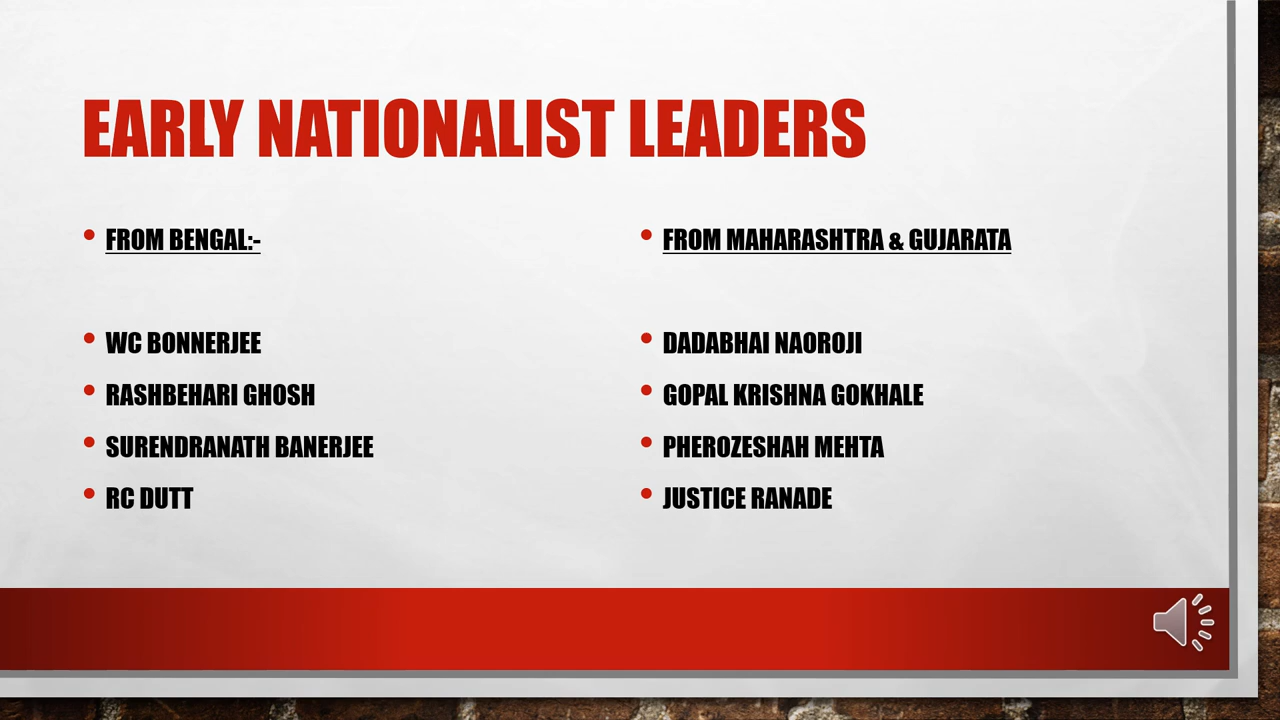 EARLY NATIONALIST LEADERS
• FROM BENGAL:-
• WC BONNERJEE
• RASHBEHARI GHOSH
• SURENDRANATH BANERJEE
• RC DUTT
• FROM MAHARASHTRA & GUJARATA
• DADABHAI NAOROJI
• GOPAL KRISHNA GOKHALE
• PHEROZESHAH MEHTA
• JUSTICE RANADE